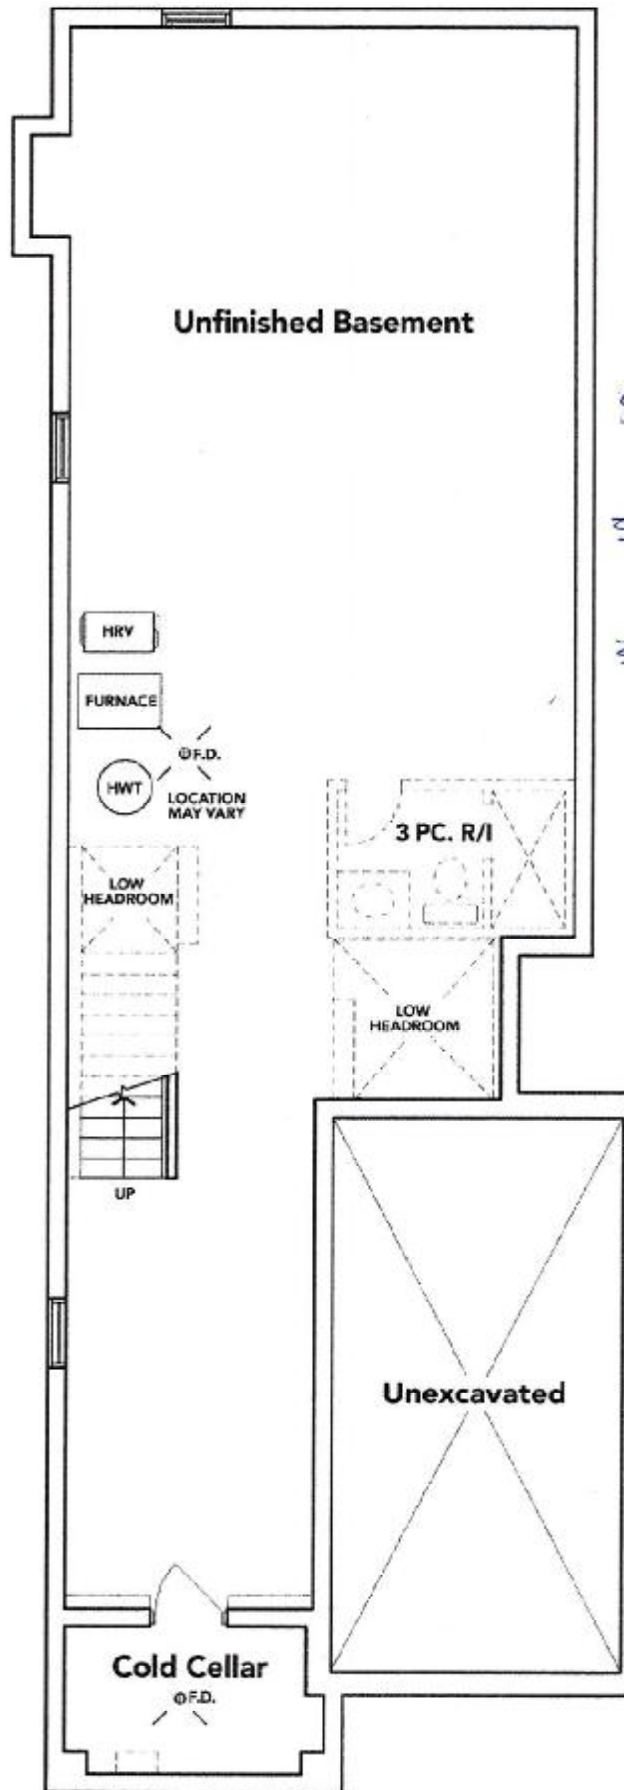 Unfinished Basement
HRV
FURNACE
F.D.
HWT
LOCATION
MAY VARY
3 PC. R/I
LOW
HEADROOM
LOW
HEADROOM
UP
Unexcavated
Cold Cellar
F.D.